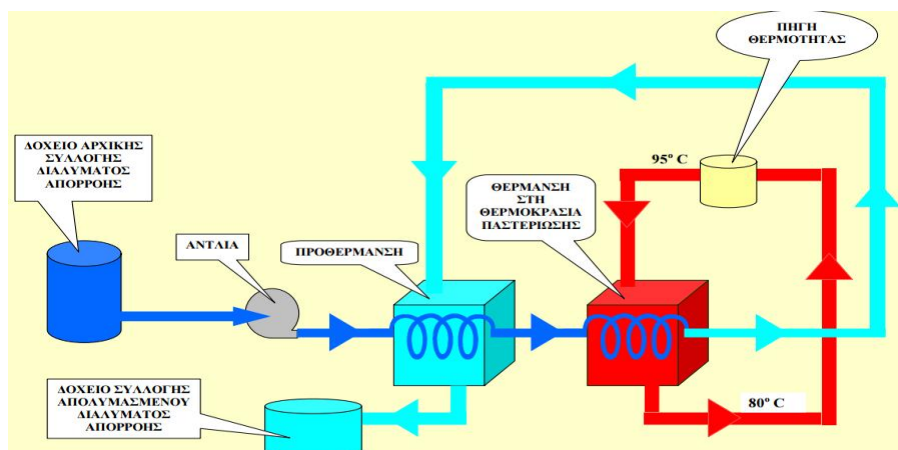 ΠΗΓΗ
ΘΕΡΜΟΤΗΤΑΣ
ΔΟΧΕΙΟ ΑΡΧΙΚΗΣ
ΣΥΛΛΟΓΗΣ
ΔΙΑΛΥΜΑΤΟΣ
ΑΠΟΡΡΟΗΣ
ΑΝΤΛΙΑ
ΠΡΟΘΕΡΜΑΝΣΗ
ΘΕΡΜΑΝΣΗ
ΣΤΗ
ΘΕΡΜΟΚΡΑΣΙΑ
ΠΑΣΤΕΡΙΩΣΗΣ
95° C
80° C
ΔΟΧΕΙΟ ΣΥΛΛΟΓΗΣ
ΑΠΟΛΥΜΑΣΜΕΝΟΥ
ΔΙΑΛΥΜΑΤΟΣ
ΑΠΟΡΡΟΗΣ